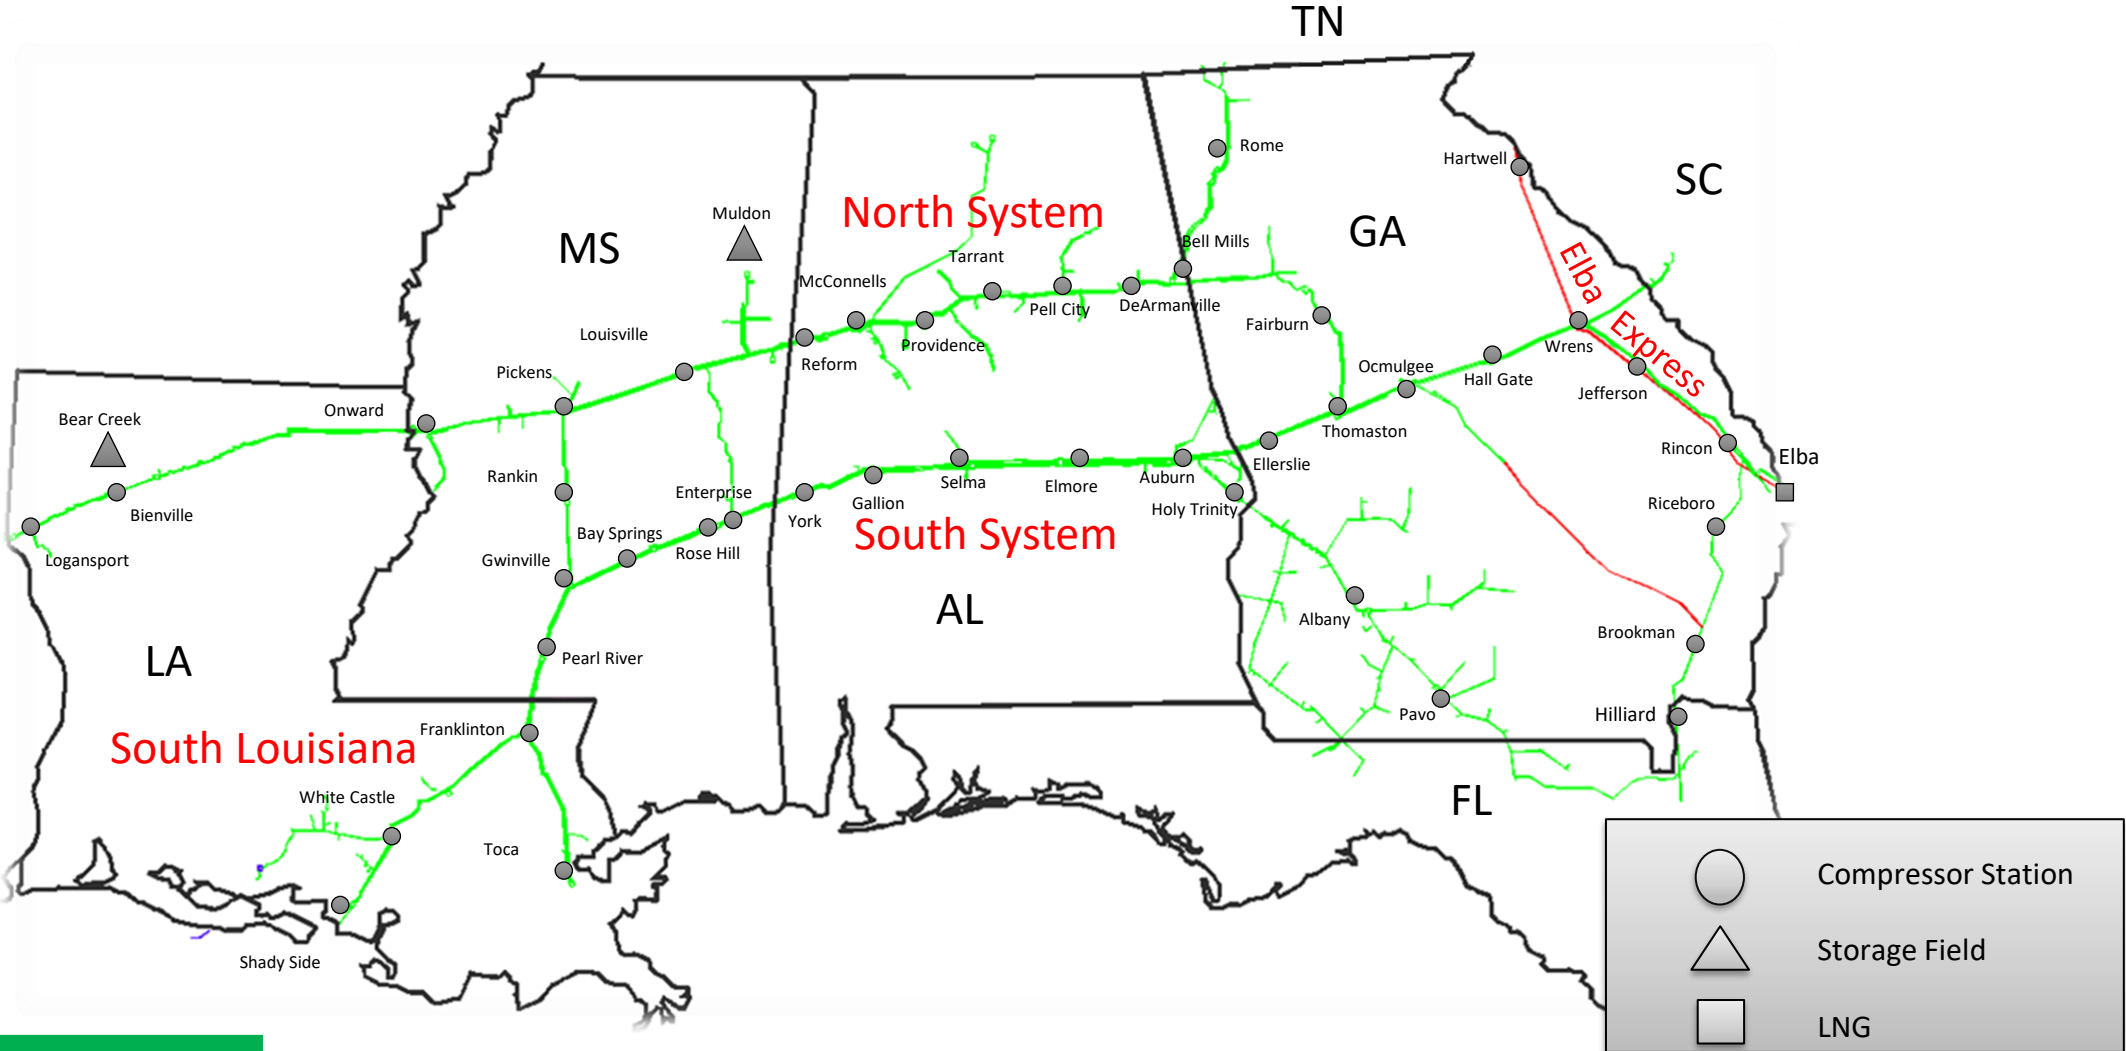 TN
Rome
Hartwell
SC
Muldon
North System
GA
MS
Bell Mills
Tarrant
Elba
Express
McConnells
Pell City
DeArmanville
Fairburn
Louisville
Providence
Wrens
Reform
Ocmulgee
Hall Gate
Pickens
Jefferson
Onward
Bear Creek
Thomaston
Rincon
Elba
Ellerslie
Rankin
Enterprise
Selma
Elmore
Auburn
Gallion
Holy Trinity
Riceboro
Bienville
York
Bay Springs
South System
Rose Hill
Logansport
Gwinville
AL
Albany
Brookman
LA
Pearl River
Pavo
Hilliard
Franklinton
South Louisiana
White Castle
FL
Toca
Shady Side
Compressor Station
Storage Field
LNG